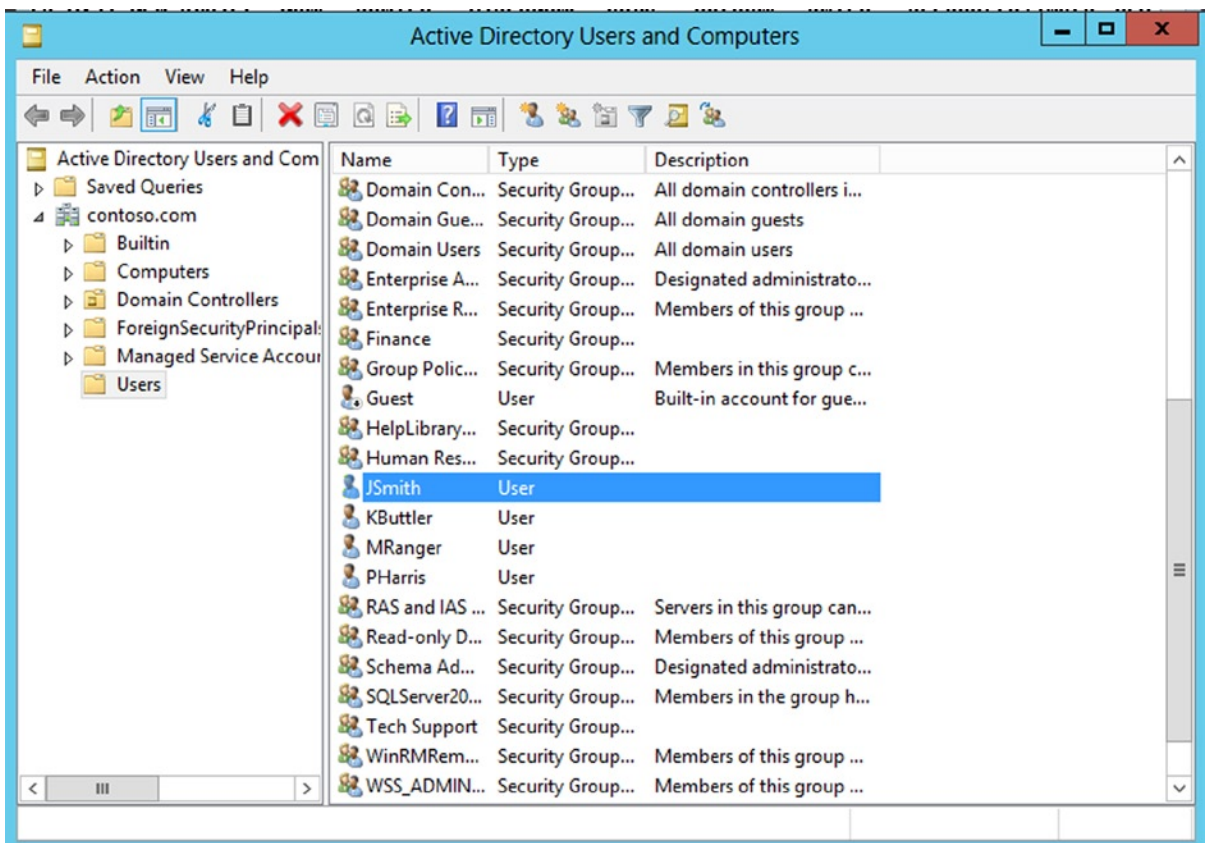 Active Directory Users and Computers
File Action View Help
Active Directory Users and Com
Saved Queries
contoso.com
Builtin
Computers
Domain Controllers
ForeignSecurityPrincipals
Managed Service Accoun
Users
Name Type Description
Domain Con... Security Group... All domain controllers i...
Domain Gue... Security Group... All domain guests
Domain Users Security Group... All domain users
Enterprise A... Security Group... Designated administrato...
Enterprise R... Security Group... Members of this group ...
Finance Security Group...
Group Polic... Security Group... Members in this group c...
Guest User Built-in account for gue...
HelpLibrary... Security Group...
Human Res... Security Group...
JSmith User
KButtler User
MRanger User
PHarris User
RAS and IAS ... Security Group... Servers in this group can...
Read-only D... Security Group... Members of this group ...
Schema Ad... Security Group... Designated administrato...
SQLServer20... Security Group... Members in the group h...
Tech Support Security Group...
WinRMRem... Security Group... Members of this group ...
WSS_ADMIN... Security Group... Members of this group ...